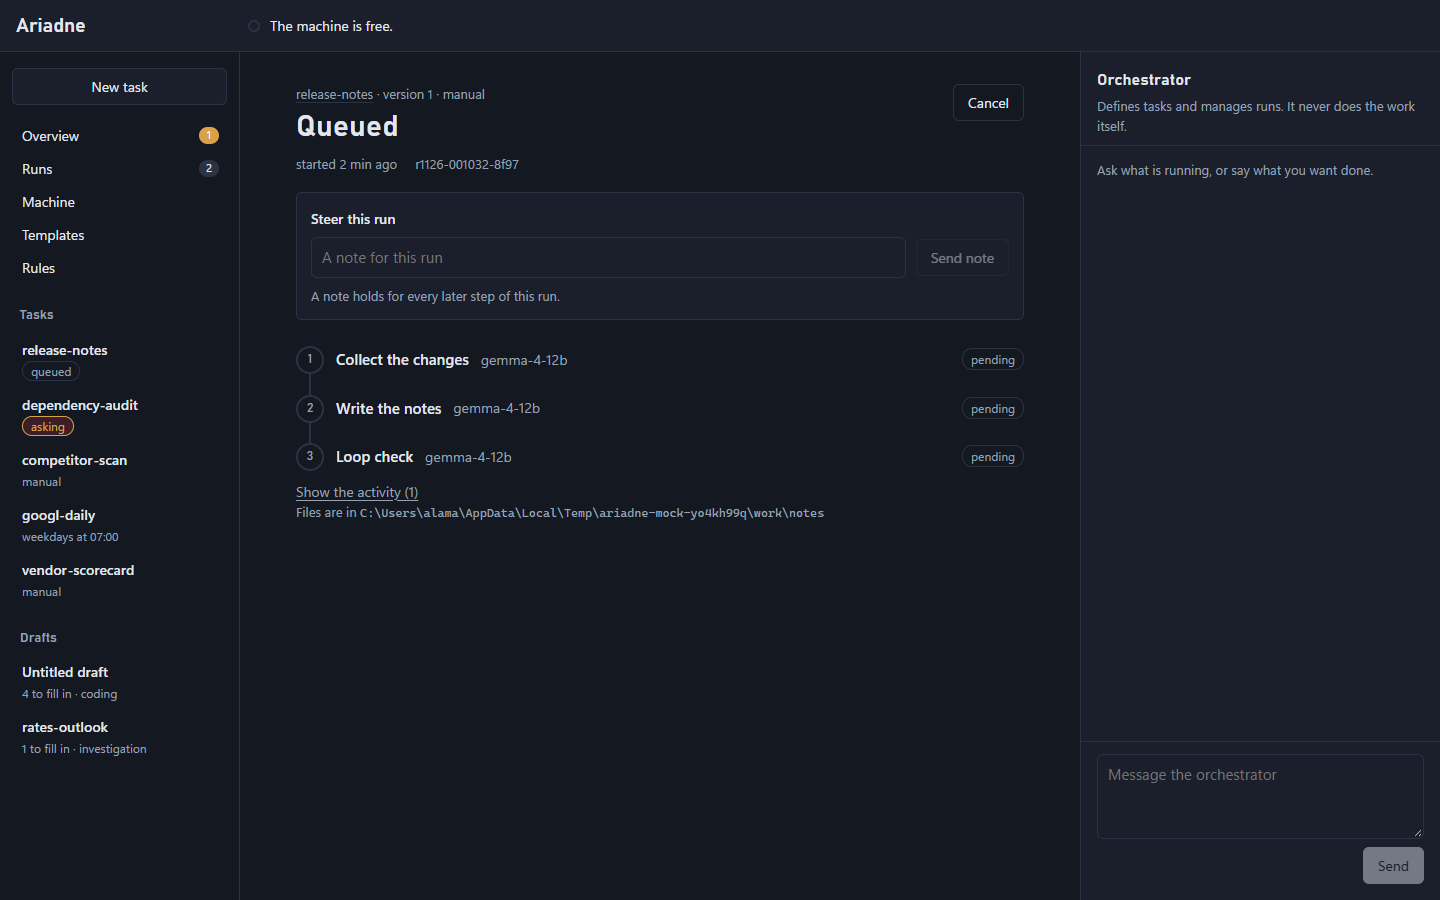 Ariadne
The machine is free.
New task
Overview 1
Runs 2
Machine
Templates
Rules
Tasks
release-notes
queued
dependency-audit
asking
competitor-scan
manual
googl-daily
weekdays at 07:00
vendor-scorecard
manual
Drafts
Untitled draft
4 to fill in · coding
rates-outlook
1 to fill in · investigation
release-notes · version 1 · manual
Queued
Cancel
started 2 min ago r1126-001032-8f97
Steer this run
A note for this run
Send note
A note holds for every later step of this run.
1 Collect the changes gemma-4-12b pending
2 Write the notes gemma-4-12b pending
3 Loop check gemma-4-12b pending
Show the activity (1)
Files are in C:\Users\alama\AppData\Local\Temp\ariadne-mock-yo4kh99q\work\notes
Orchestrator
Defines tasks and manages runs. It never does the work
itself.
Ask what is running, or say what you want done.
Message the orchestrator
Send